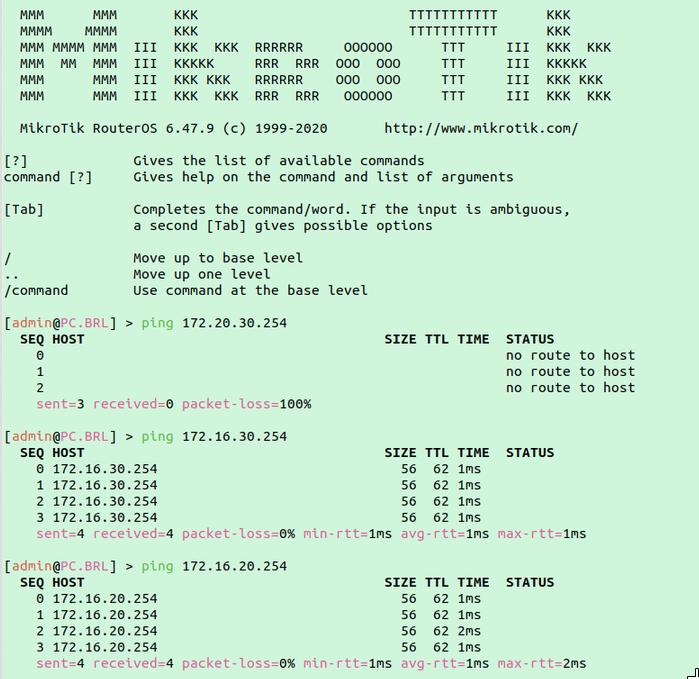 MMM      MMM       KKK                          TTTTTTTTTTT      KKK
MMMM    MMMM       KKK                          TTTTTTTTTTT      KKK
MMM MMMM MMM  III  KKK  KKK  RRRRRR     OOOOOO      TTT     III  KKK  KKK
MMM  MM  MMM  III  KKKKK     RRR  RRR  OOO  OOO     TTT     III  KKKKK
MMM      MMM  III  KKK KKK   RRRRRR    OOO  OOO     TTT     III  KKK KKK
MMM      MMM  III  KKK  KKK  RRR  RRR   OOOOOO      TTT     III  KKK  KKK
MikroTik RouterOS 6.47.9 (c) 1999-2020       http://www.mikrotik.com/
[?]             Gives the list of available commands
command [?]     Gives help on the command and list of arguments
[Tab]           Completes the command/word. If the input is ambiguous,
a second [Tab] gives possible options
/               Move up to base level
..              Move up one level
/command        Use command at the base level
[admin@PC.BRL] > ping 172.20.30.254
SEQ HOST                                     SIZE TTL TIME  STATUS
0                                                         no route to host
1                                                         no route to host
2                                                         no route to host
sent=3 received=0 packet-loss=100%
[admin@PC.BRL] > ping 172.16.30.254
SEQ HOST                                     SIZE TTL TIME  STATUS
0 172.16.30.254                              56  62 1ms
1 172.16.30.254                              56  62 1ms
2 172.16.30.254                              56  62 1ms
3 172.16.30.254                              56  62 1ms
sent=4 received=4 packet-loss=0% min-rtt=1ms avg-rtt=1ms max-rtt=1ms
[admin@PC.BRL] > ping 172.16.20.254
SEQ HOST                                     SIZE TTL TIME  STATUS
0 172.16.20.254                              56  62 1ms
1 172.16.20.254                              56  62 1ms
2 172.16.20.254                              56  62 2ms
3 172.16.20.254                              56  62 1ms
sent=4 received=4 packet-loss=0% min-rtt=1ms avg-rtt=1ms max-rtt=2ms